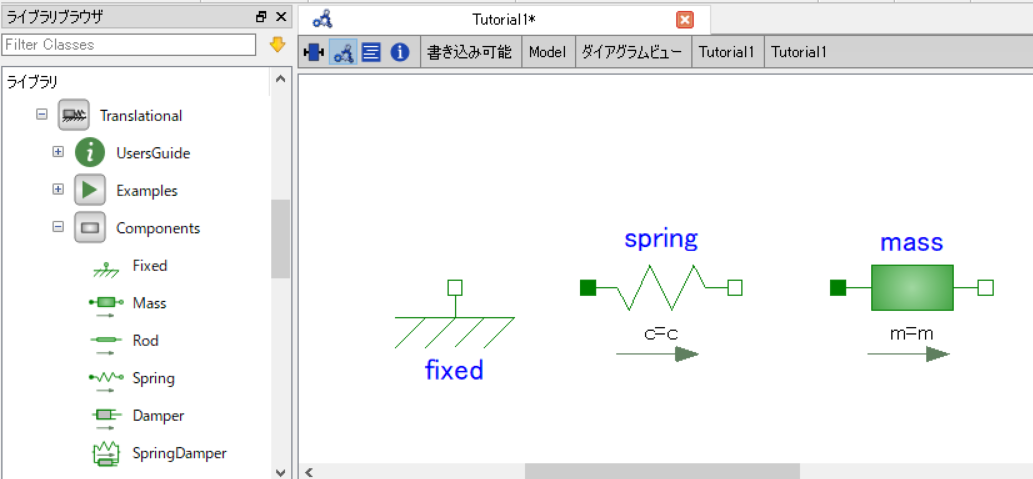 ライブラリブラウザ
Filter Classes
ライブラリ
Translational
UsersGuide
Examples
Components
Fixed
Mass
Rod
Spring
Damper
SpringDamper
Tutorial1*
書き込み可能 Model ダイアグラムビュー Tutorial1 Tutorial1
fixed
spring
c=c
mass
m=m